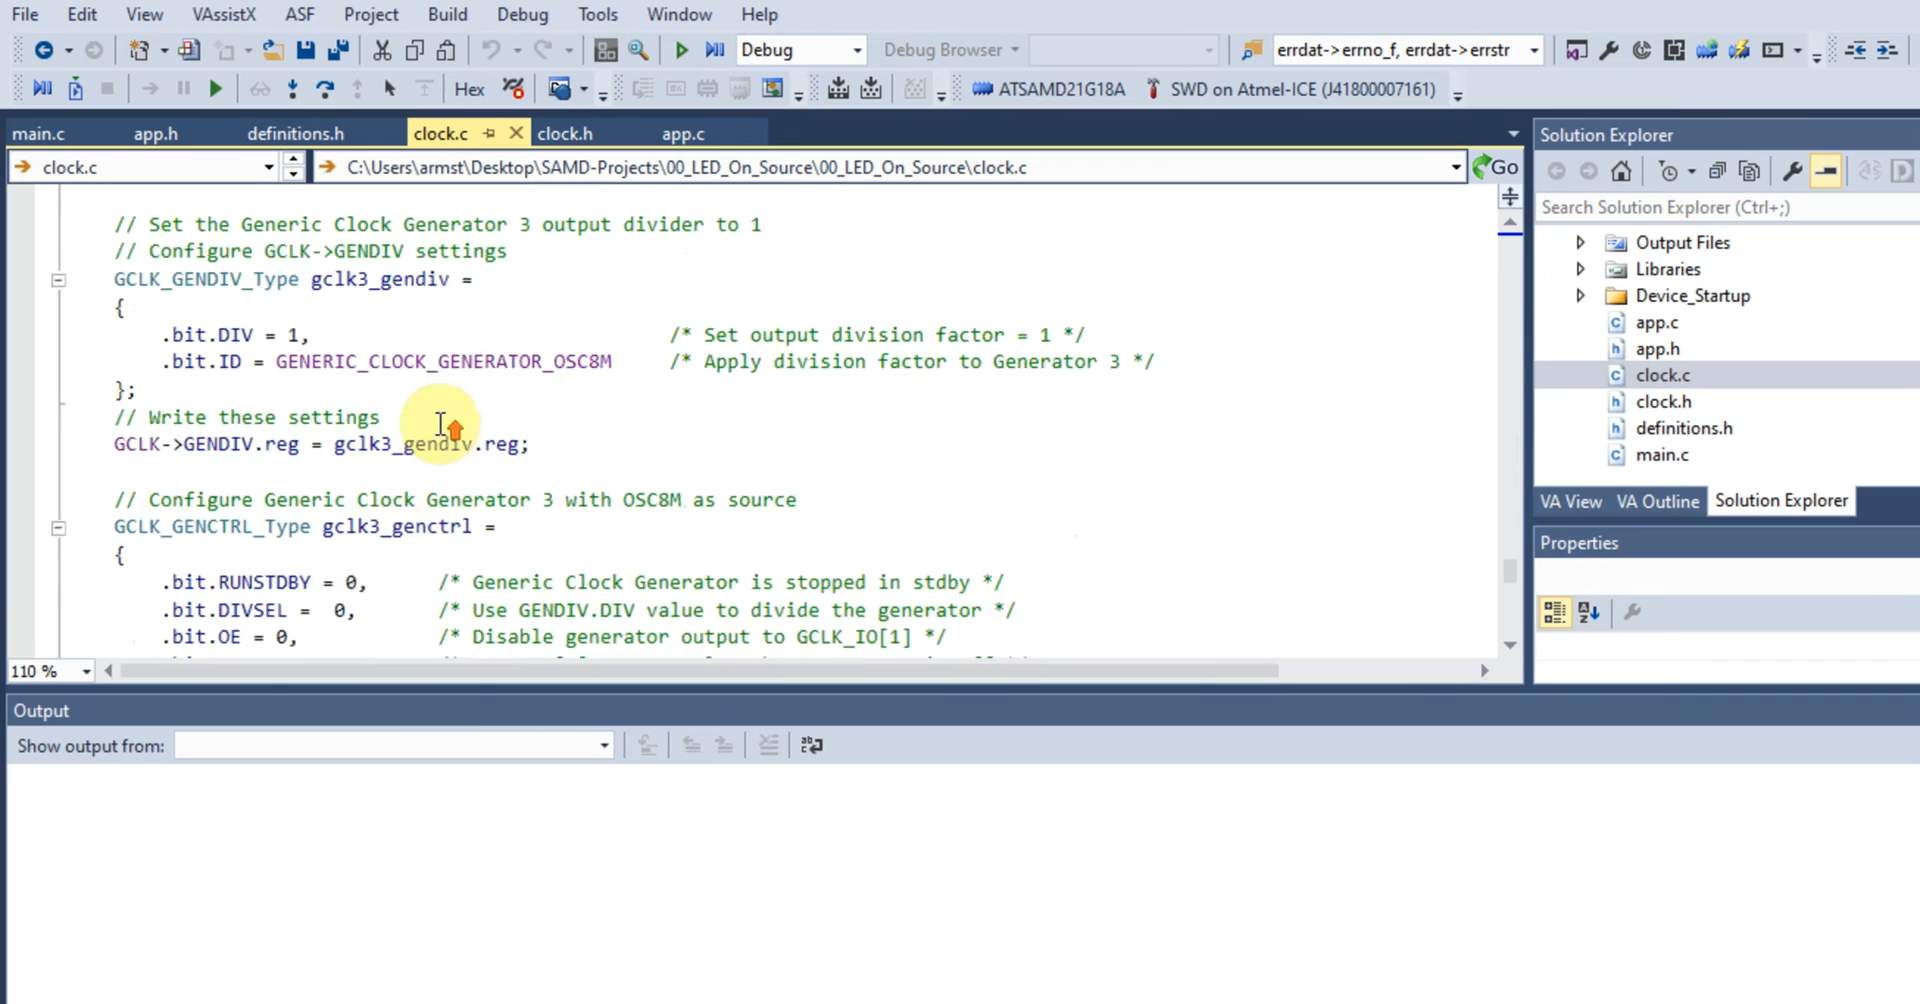 File Edit View VAssistX ASF Project Build Debug Tools Window Help
Debug Debug Browser errdat->errno_f, errdat->errstr
Hex ATSAMD21G18A SWD on Atmel-ICE (J41800007161)
main.c app.h definitions.h clock.c clock.h app.c
clock.c C:\Users\armst\Desktop\SAMD-Projects\00_LED_On_Source\00_LED_On_Source\clock.c Go
// Set the Generic Clock Generator 3 output divider to 1
// Configure GCLK->GENDIV settings
GCLK_GENDIV_Type gclk3_gendiv =
{
.bit.DIV = 1, /* Set output division factor = 1 */
.bit.ID = GENERIC_CLOCK_GENERATOR_OSC8M /* Apply division factor to Generator 3 */
};
// Write these settings
GCLK->GENDIV.reg = gclk3_gendiv.reg;
// Configure Generic Clock Generator 3 with OSC8M as source
GCLK_GENCTRL_Type gclk3_genctrl =
{
.bit.RUNSTDBY = 0, /* Generic Clock Generator is stopped in stdby */
.bit.DIVSEL = 0, /* Use GENDIV.DIV value to divide the generator */
.bit.OE = 0, /* Disable generator output to GCLK_IO[1] */
110 %
Solution Explorer
Search Solution Explorer (Ctrl+;)
Output Files
Libraries
Device_Startup
app.c
app.h
clock.c
clock.h
definitions.h
main.c
VA View VA Outline Solution Explorer
Properties
Output
Show output from: